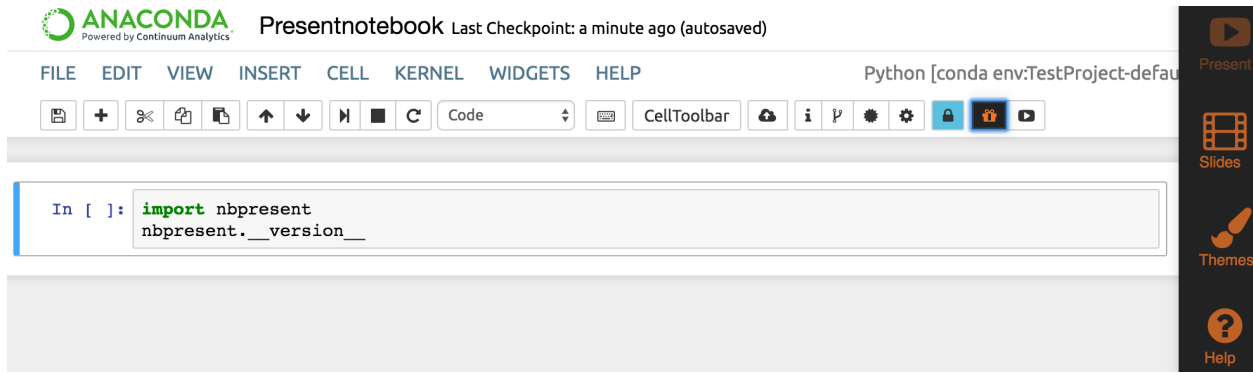 ANACONDA
Powered by Continuum Analytics
Presentnotebook Last Checkpoint: a minute ago (autosaved)
FILE EDIT VIEW INSERT CELL KERNEL WIDGETS HELP Python [conda env:TestProject-defau
Code CellToolbar
In [ ]: import nbpresent
nbpresent.__version__
Present
Slides
Themes
Help